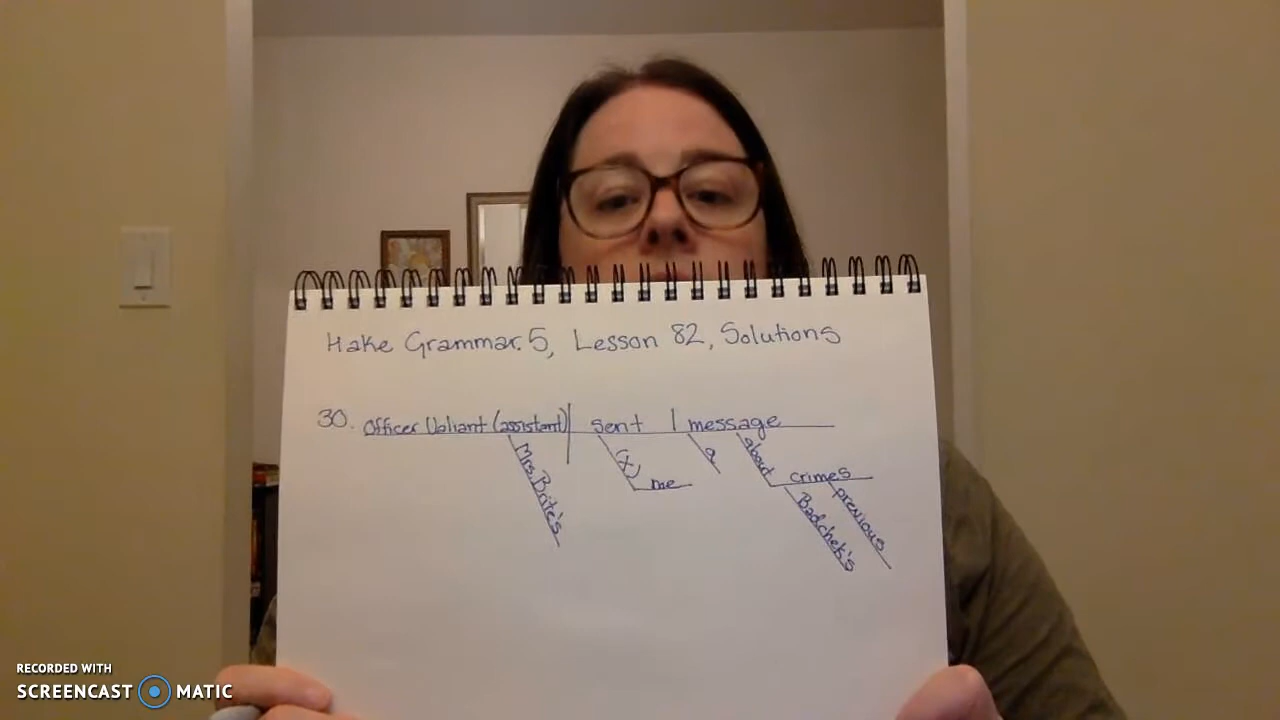 Hake Grammar 5, Lesson 82, Solutions
30. Officer Valiant (assistant) | sent | message
Mrs. Brite's
(x)
me
a
about
crimes
Badchek's
previous
RECORDED WITH
SCREENCAST MATIC